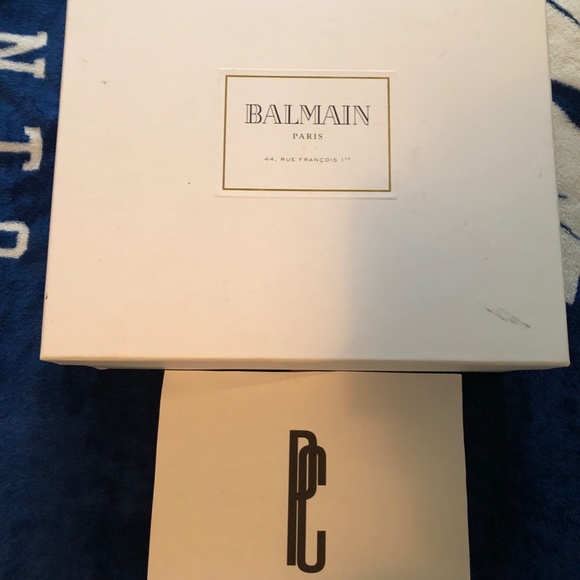 N
T
O
BALMAIN
PARIS
44, RUE FRANÇOIS 1ER
PC